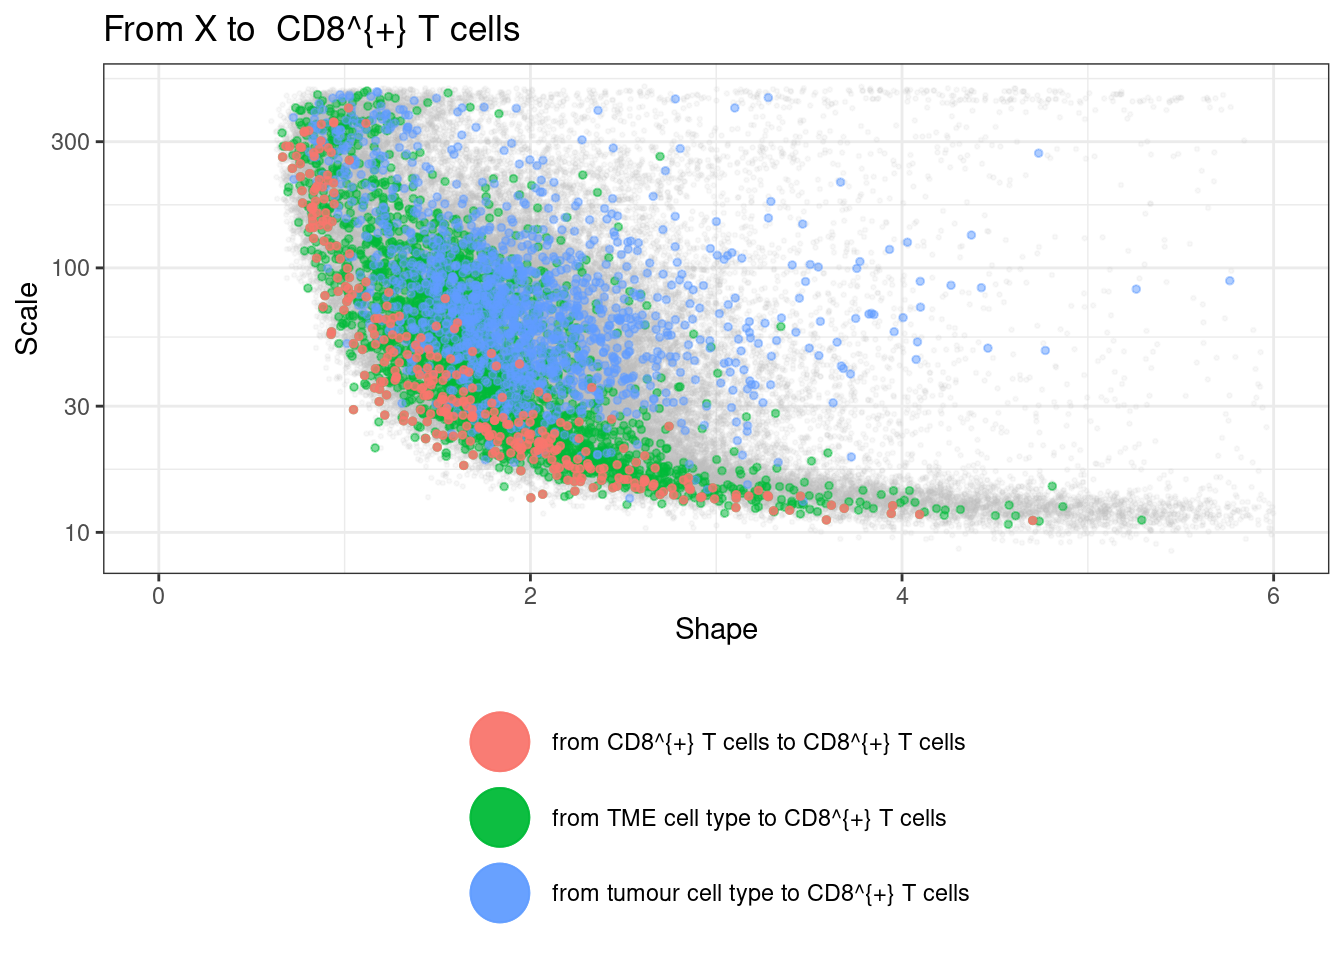 From X to  CD8^{+} T cells
Scale
300
100
30
10
0
2
4
6
Shape
from CD8^{+} T cells to CD8^{+} T cells
from TME cell type to CD8^{+} T cells
from tumour cell type to CD8^{+} T cells